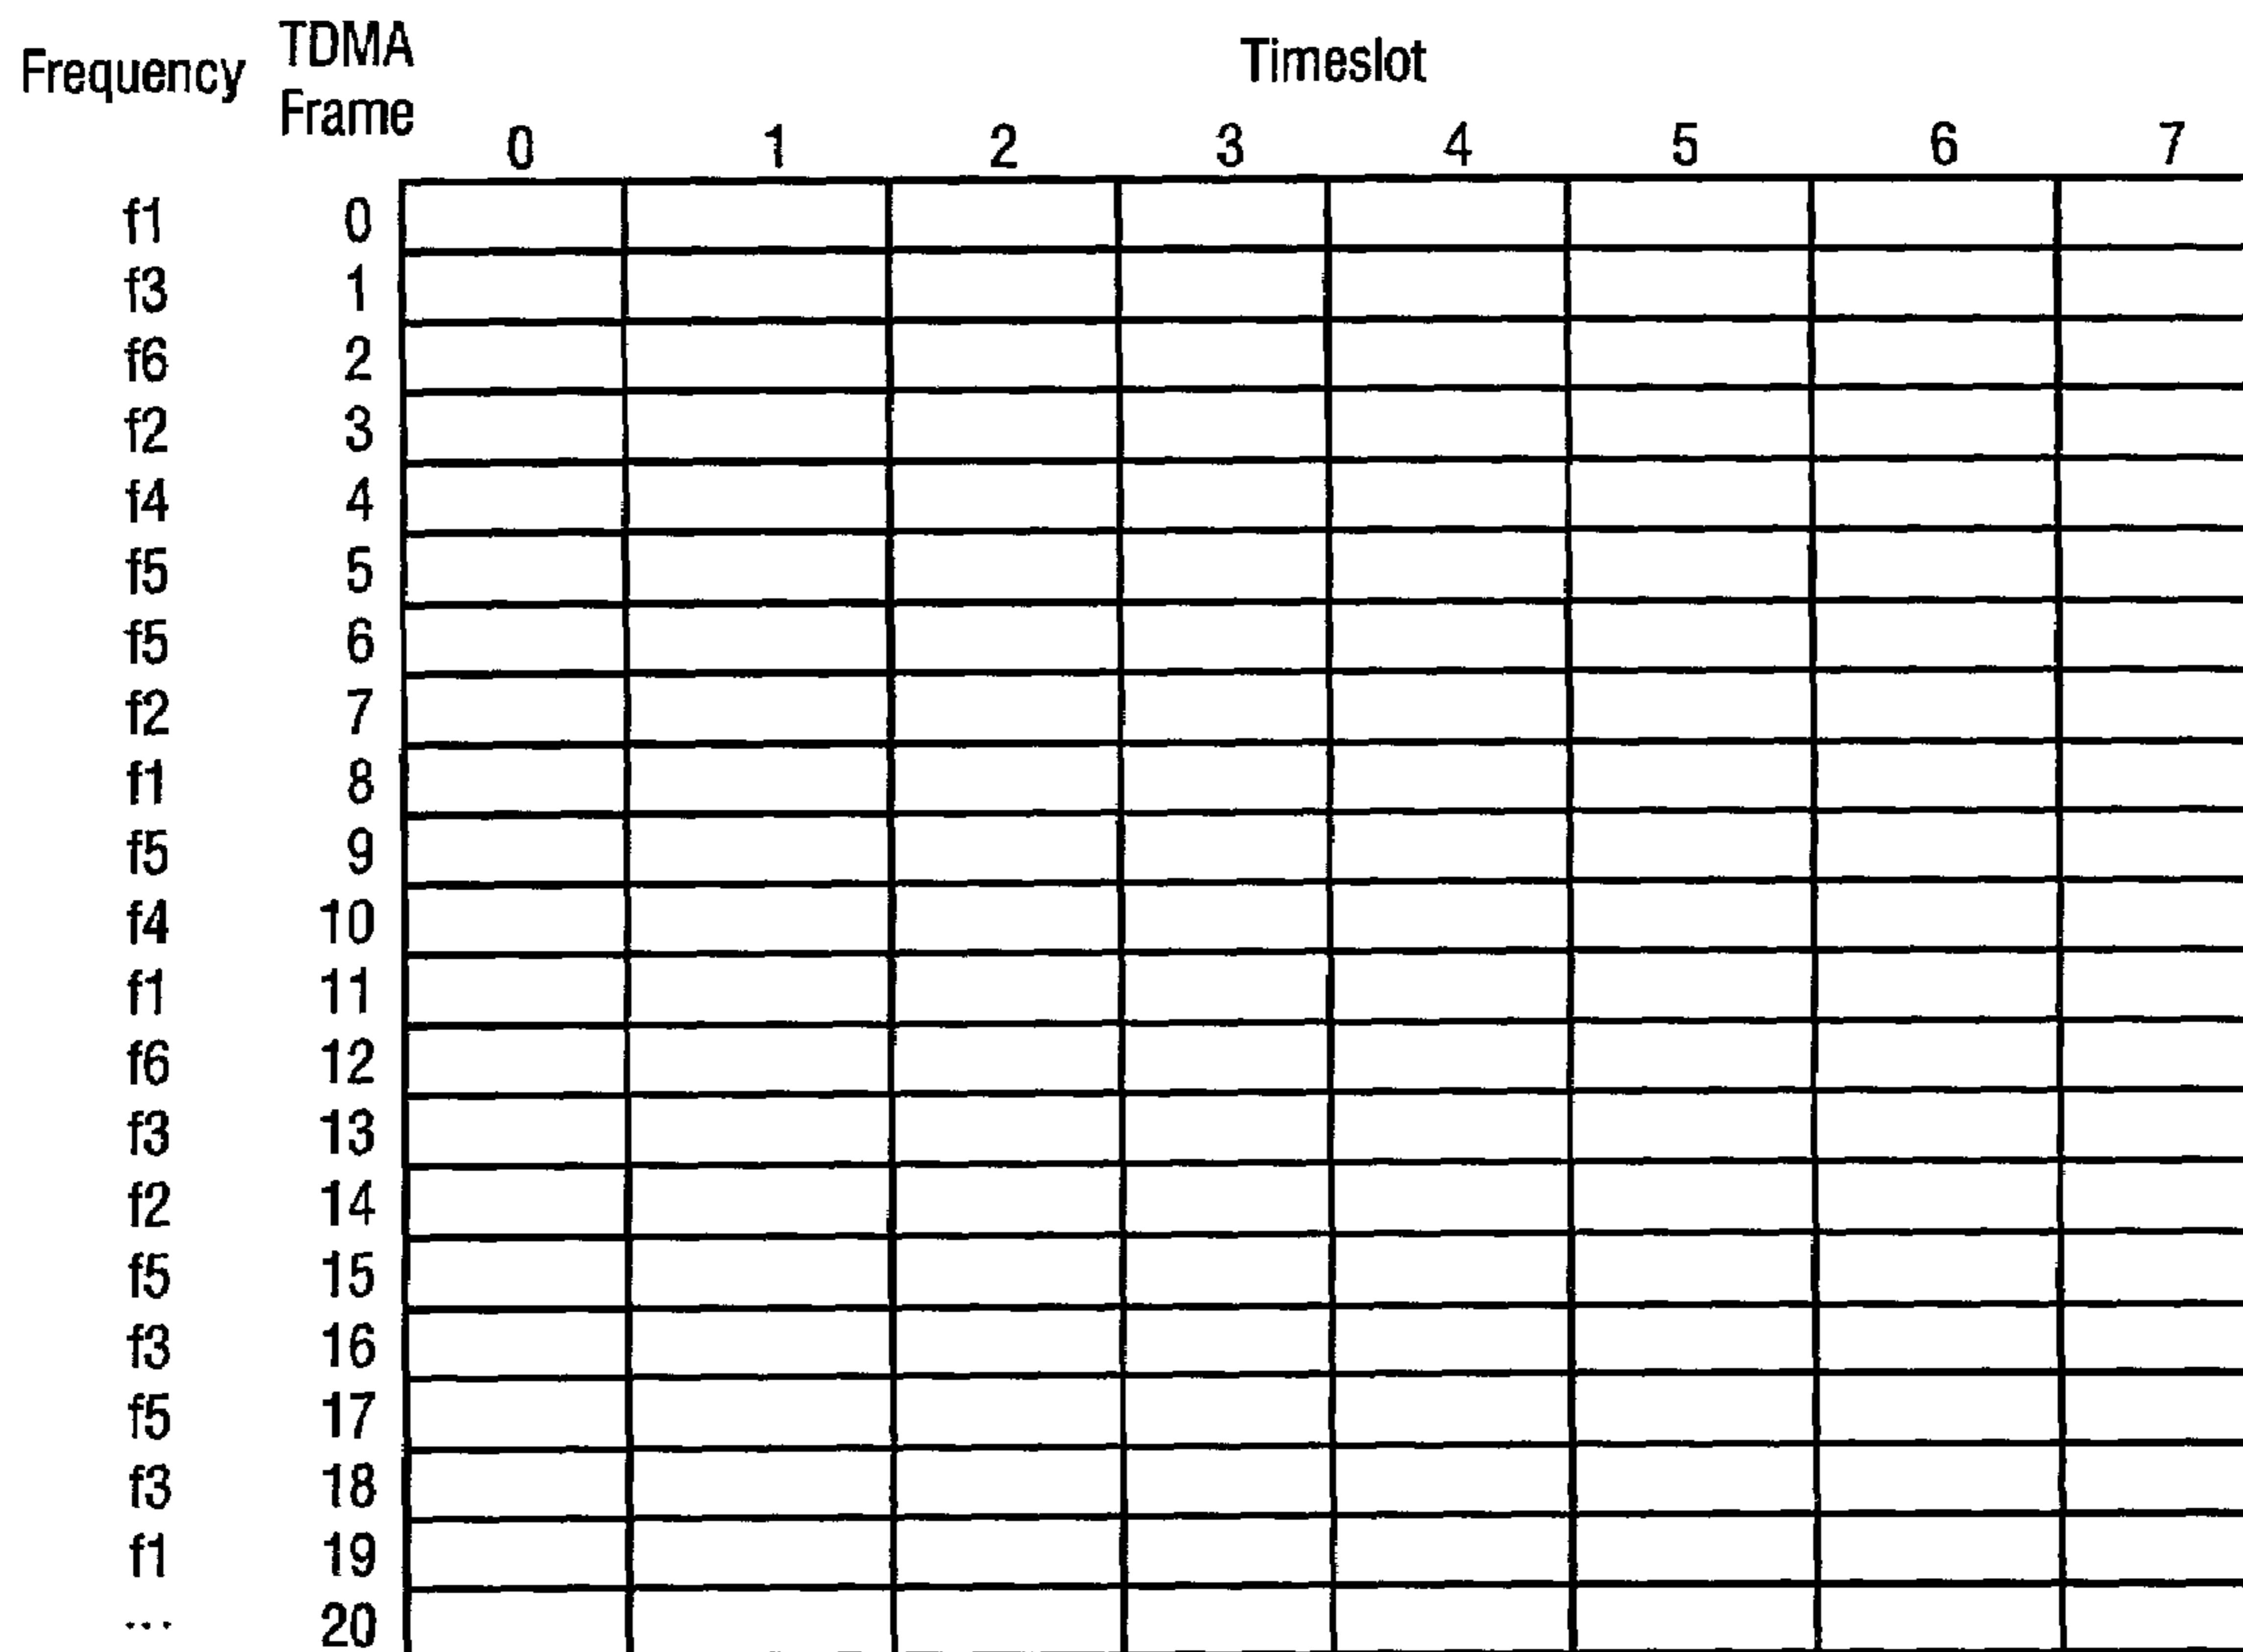 Frequency TDMA Frame Timeslot
0 1 2 3 4 5 6 7
f1 0
f3 1
f6 2
f2 3
f4 4
f5 5
f5 6
f2 7
f1 8
f5 9
f4 10
f1 11
f6 12
f3 13
f2 14
f5 15
f3 16
f5 17
f3 18
f1 19
... 20